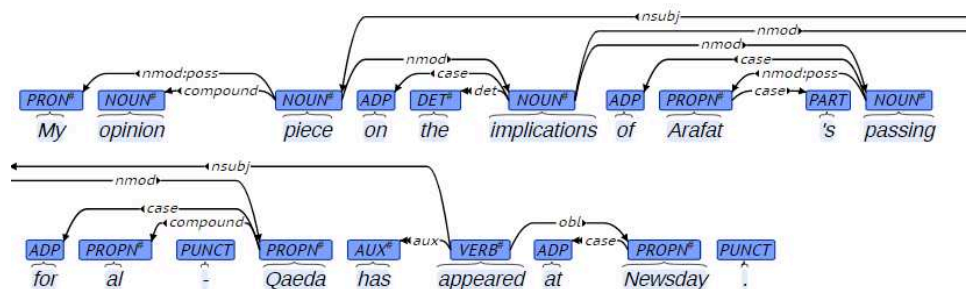 nsubj
nmod
nmod
case
nmod:poss compound nmod case det nmod:poss case
PRON# NOUN# NOUN# ADP DET# NOUN# ADP PROPN# PART NOUN#
My opinion piece on the implications of Arafat 's passing
nsubj
nmod
case
compound aux obl case
ADP PROPN# PUNCT PROPN# AUX# VERB# ADP PROPN# PUNCT
for al - Qaeda has appeared at Newsday .